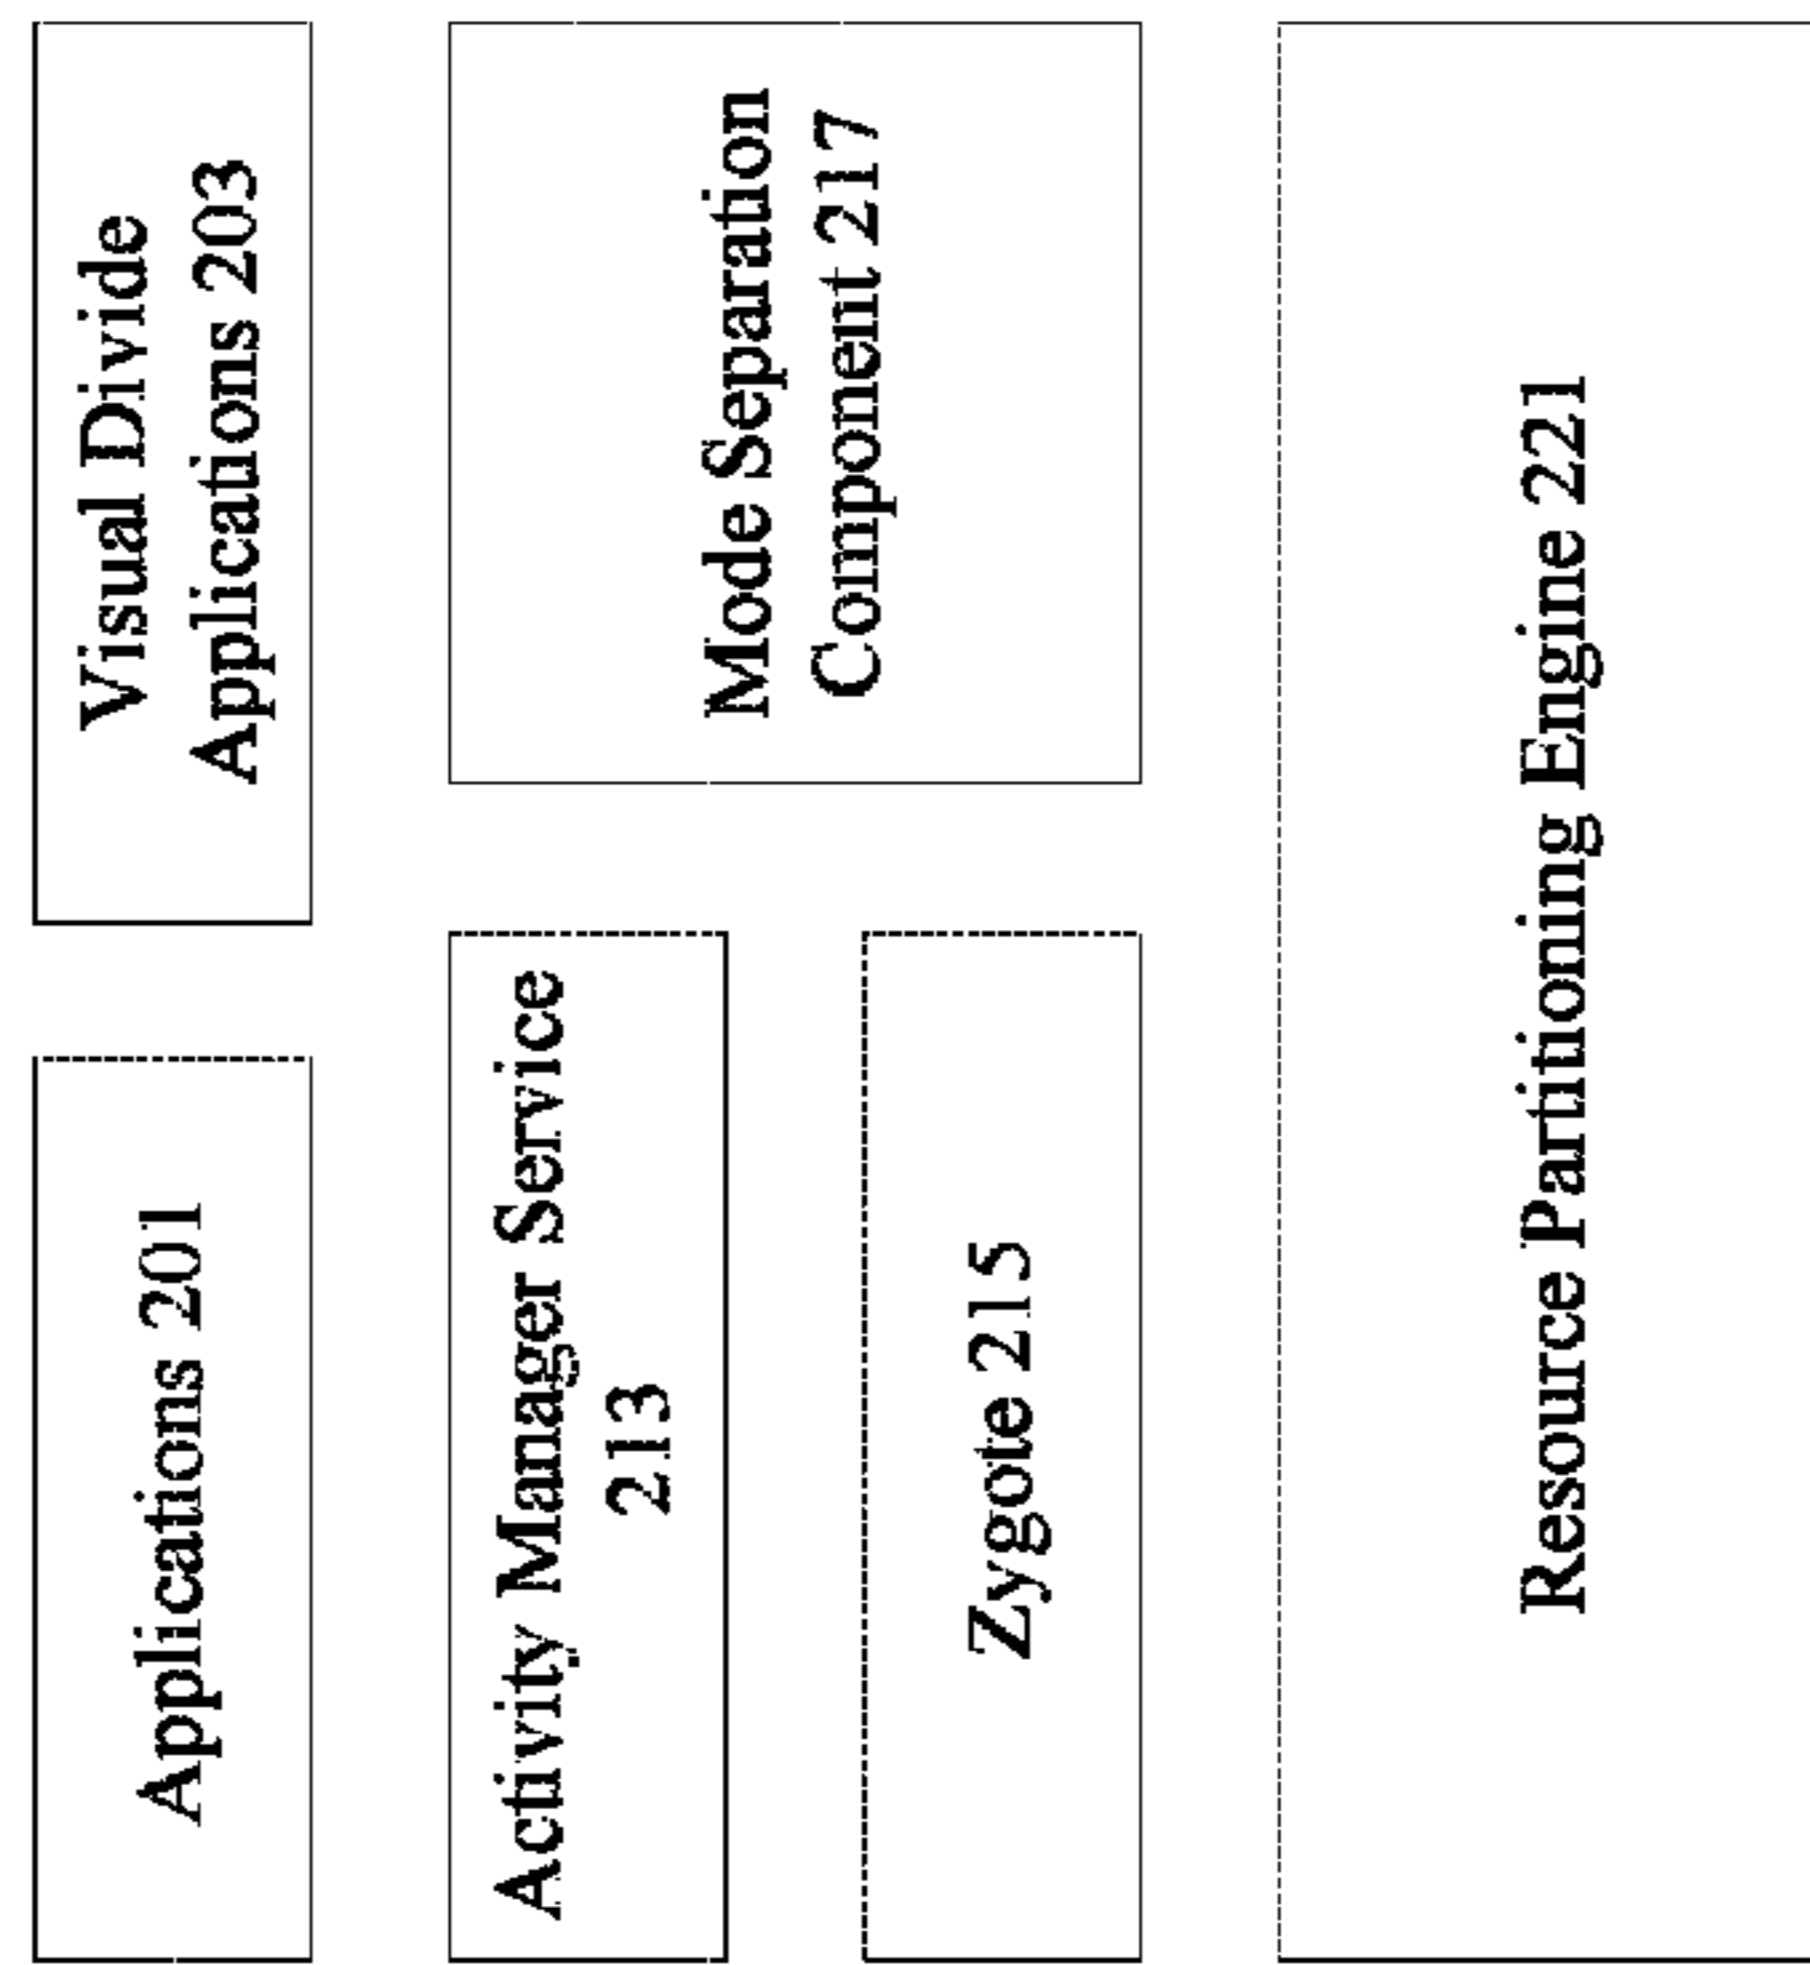 Applications 201
Visual Divide
Applications 203
Activity Manager Service
213
Mode Separation
Component 217
Zygote 215
Resource Partitioning Engine 221